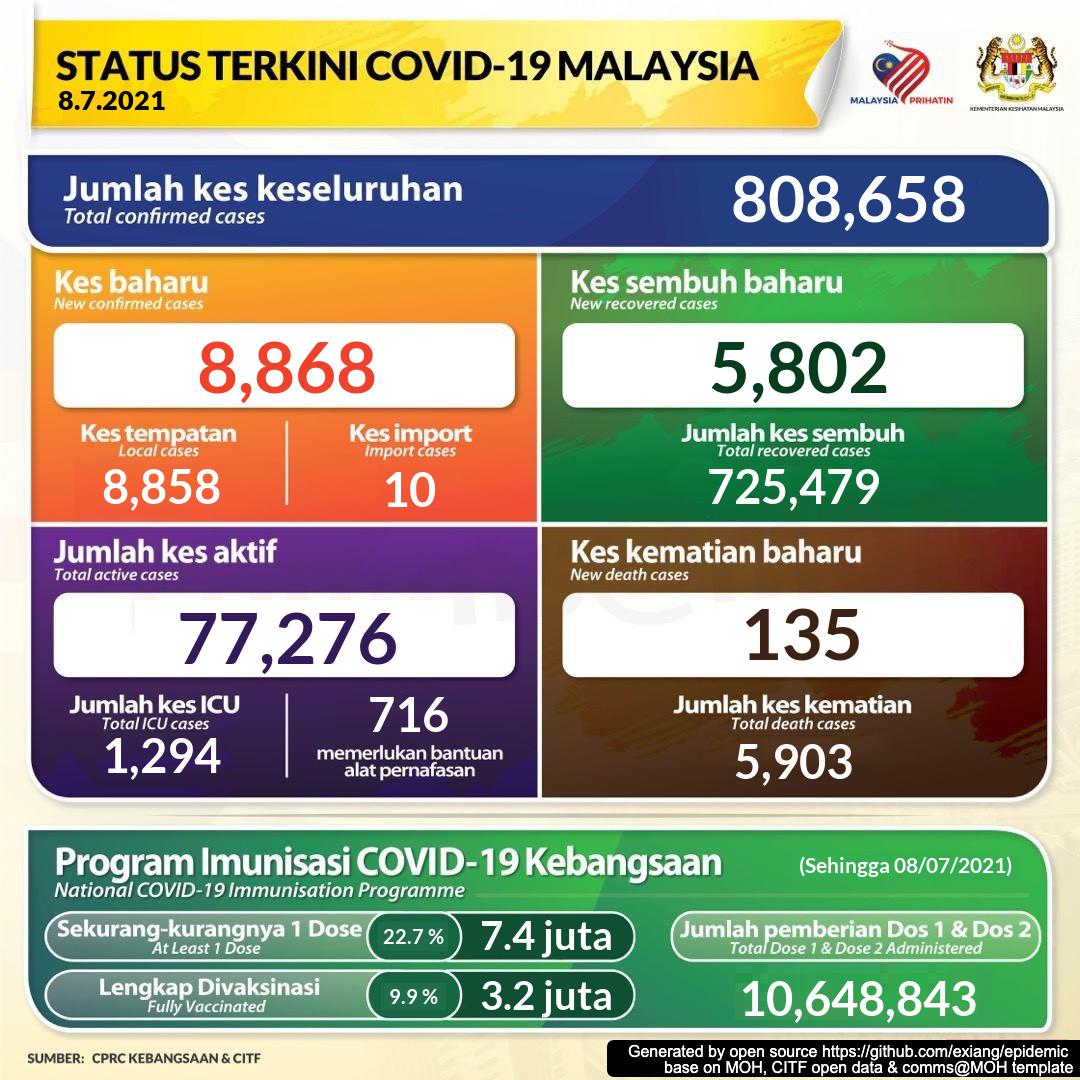 STATUS TERKINI COVID-19 MALAYSIA
8.7.2021
MALAYSIA PRIHATIN
KEMENTERIAN KESIHATAN MALAYSIA
Jumlah kes keseluruhan
Total confirmed cases
808,658
Kes baharu
New confirmed cases
8,868
Kes tempatan
Local cases
8,858
Kes import
Import cases
10
Kes sembuh baharu
New recovered cases
5,802
Jumlah kes sembuh
Total recovered cases
725,479
Jumlah kes aktif
Total active cases
77,276
Jumlah kes ICU
Total ICU cases
1,294
716
memerlukan bantuan
alat pernafasan
Kes kematian baharu
New death cases
135
Jumlah kes kematian
Total death cases
5,903
Program Imunisasi COVID-19 Kebangsaan
(Sehingga 08/07/2021)
National COVID-19 Immunisation Programme
Sekurang-kurangnya 1 Dose
At Least 1 Dose
22.7 %
7.4 juta
Lengkap Divaksinasi
Fully Vaccinated
9.9 %
3.2 juta
Jumlah pemberian Dos 1 & Dos 2
Total Dose 1 & Dose 2 Administered
10,648,843
SUMBER: CPRC KEBANGSAAN & CITF
Generated by open source https://github.com/exiang/epidemic
base on MOH, CITF open data & comms@MOH template